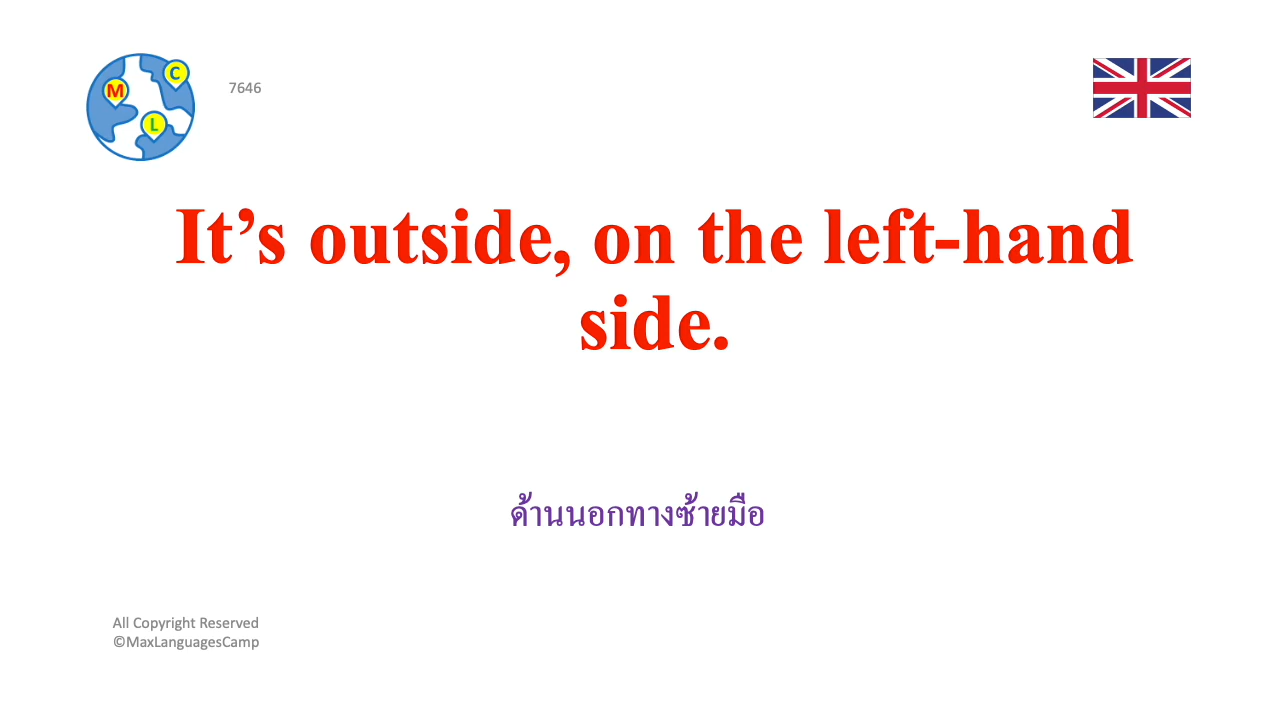 C
M
L
7646
It’s outside, on the left-hand
side.
ด้านนอกทางซ้ายมือ
All Copyright Reserved
©MaxLanguagesCamp